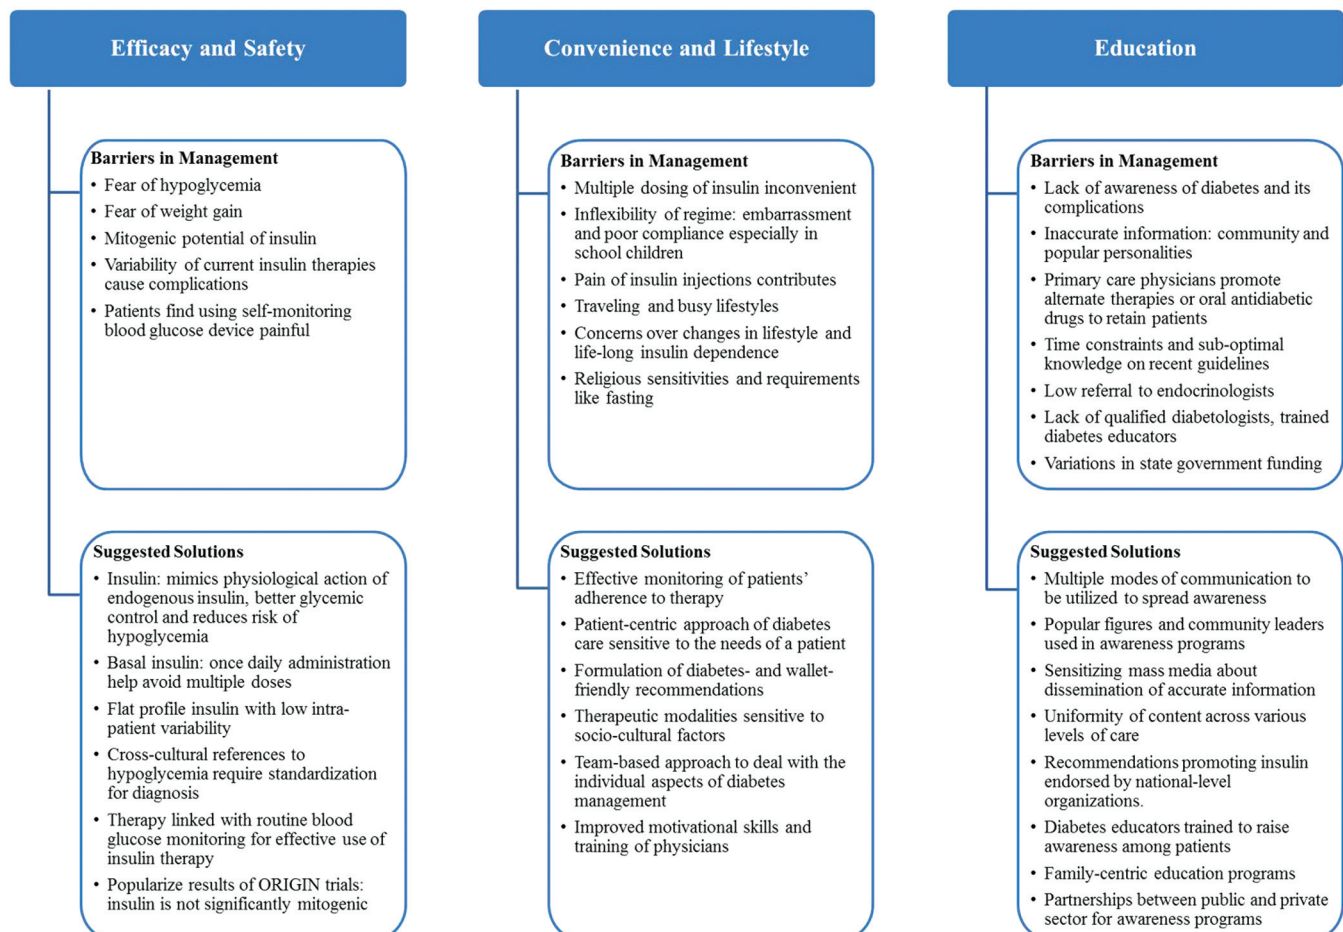 Efficacy and Safety
Barriers in Management
• Fear of hypoglycemia
• Fear of weight gain
• Mitogenic potential of insulin
• Variability of current insulin therapies
cause complications
• Patients find using self-monitoring
blood glucose device painful
Suggested Solutions
• Insulin: mimics physiological action of
endogenous insulin, better glycemic
control and reduces risk of
hypoglycemia
• Basal insulin: once daily administration
help avoid multiple doses
• Flat profile insulin with low intra-
patient variability
• Cross-cultural references to
hypoglycemia require standardization
for diagnosis
• Therapy linked with routine blood
glucose monitoring for effective use of
insulin therapy
• Popularize results of ORIGIN trials:
insulin is not significantly mitogenic
Convenience and Lifestyle
Barriers in Management
• Multiple dosing of insulin inconvenient
• Inflexibility of regime: embarrassment
and poor compliance especially in
school children
• Pain of insulin injections contributes
• Traveling and busy lifestyles
• Concerns over changes in lifestyle and
life-long insulin dependence
• Religious sensitivities and requirements
like fasting
Suggested Solutions
• Effective monitoring of patients’
adherence to therapy
• Patient-centric approach of diabetes
care sensitive to the needs of a patient
• Formulation of diabetes- and wallet-
friendly recommendations
• Therapeutic modalities sensitive to
socio-cultural factors
• Team-based approach to deal with the
individual aspects of diabetes
management
• Improved motivational skills and
training of physicians
Education
Barriers in Management
• Lack of awareness of diabetes and its
complications
• Inaccurate information: community and
popular personalities
• Primary care physicians promote
alternate therapies or oral antidiabetic
drugs to retain patients
• Time constraints and sub-optimal
knowledge on recent guidelines
• Low referral to endocrinologists
• Lack of qualified diabetologists, trained
diabetes educators
• Variations in state government funding
Suggested Solutions
• Multiple modes of communication to
be utilized to spread awareness
• Popular figures and community leaders
used in awareness programs
• Sensitizing mass media about
dissemination of accurate information
• Uniformity of content across various
levels of care
• Recommendations promoting insulin
endorsed by national-level
organizations.
• Diabetes educators trained to raise
awareness among patients
• Family-centric education programs
• Partnerships between public and private
sector for awareness programs